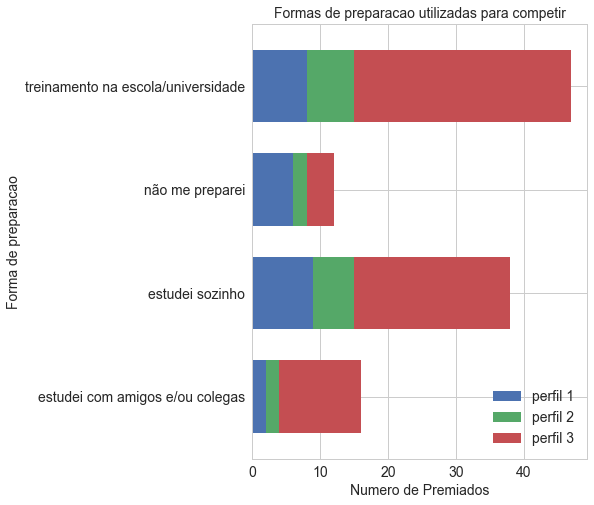 Formas de preparacao utilizadas para competir
treinamento na escola/universidade
não me preparei
estudei sozinho
estudei com amigos e/ou colegas
Forma de preparacao
perfil 1
perfil 2
perfil 3
0 10 20 30 40
Numero de Premiados